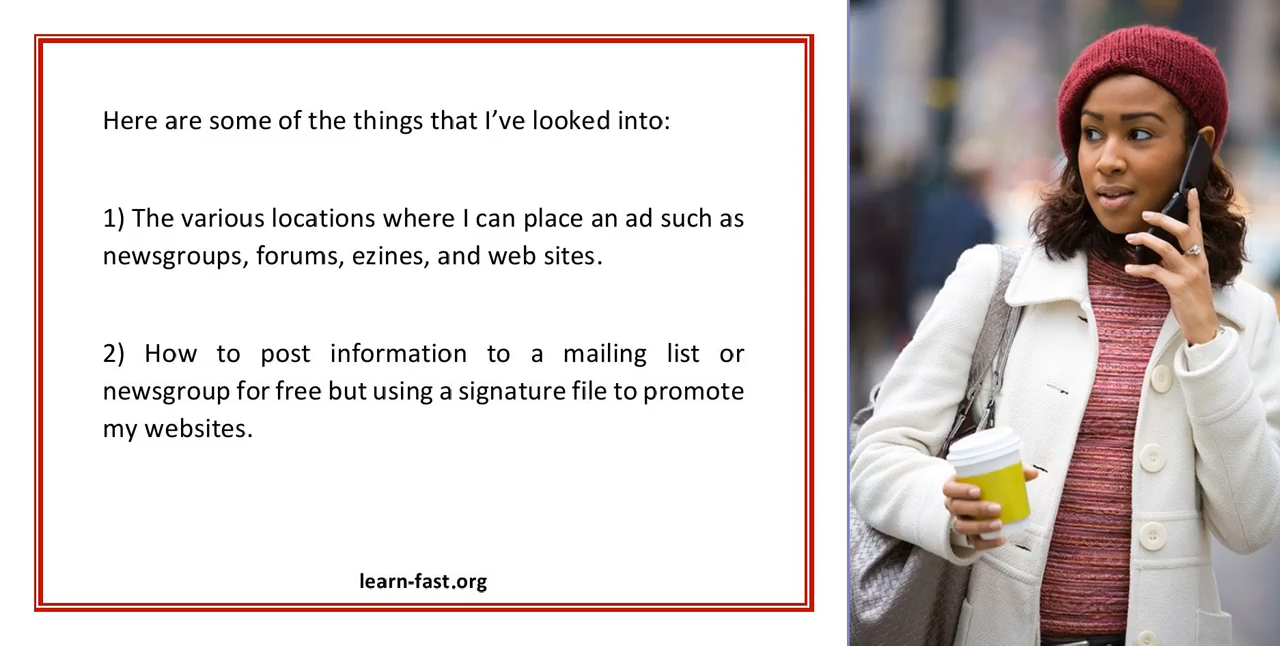 Here are some of the things that I’ve looked into:
1) The various locations where I can place an ad such as
newsgroups, forums, ezines, and web sites.
2) How to post information to a mailing list or
newsgroup for free but using a signature file to promote
my websites.
learn-fast.org